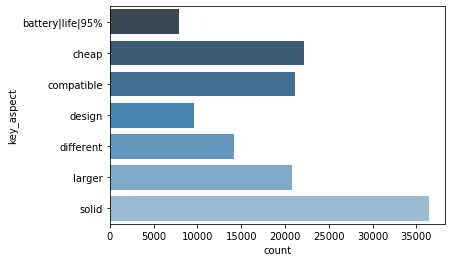 battery|life|95%
cheap
compatible
design
different
larger
solid
key_aspect
0 5000 10000 15000 20000 25000 30000 35000
count